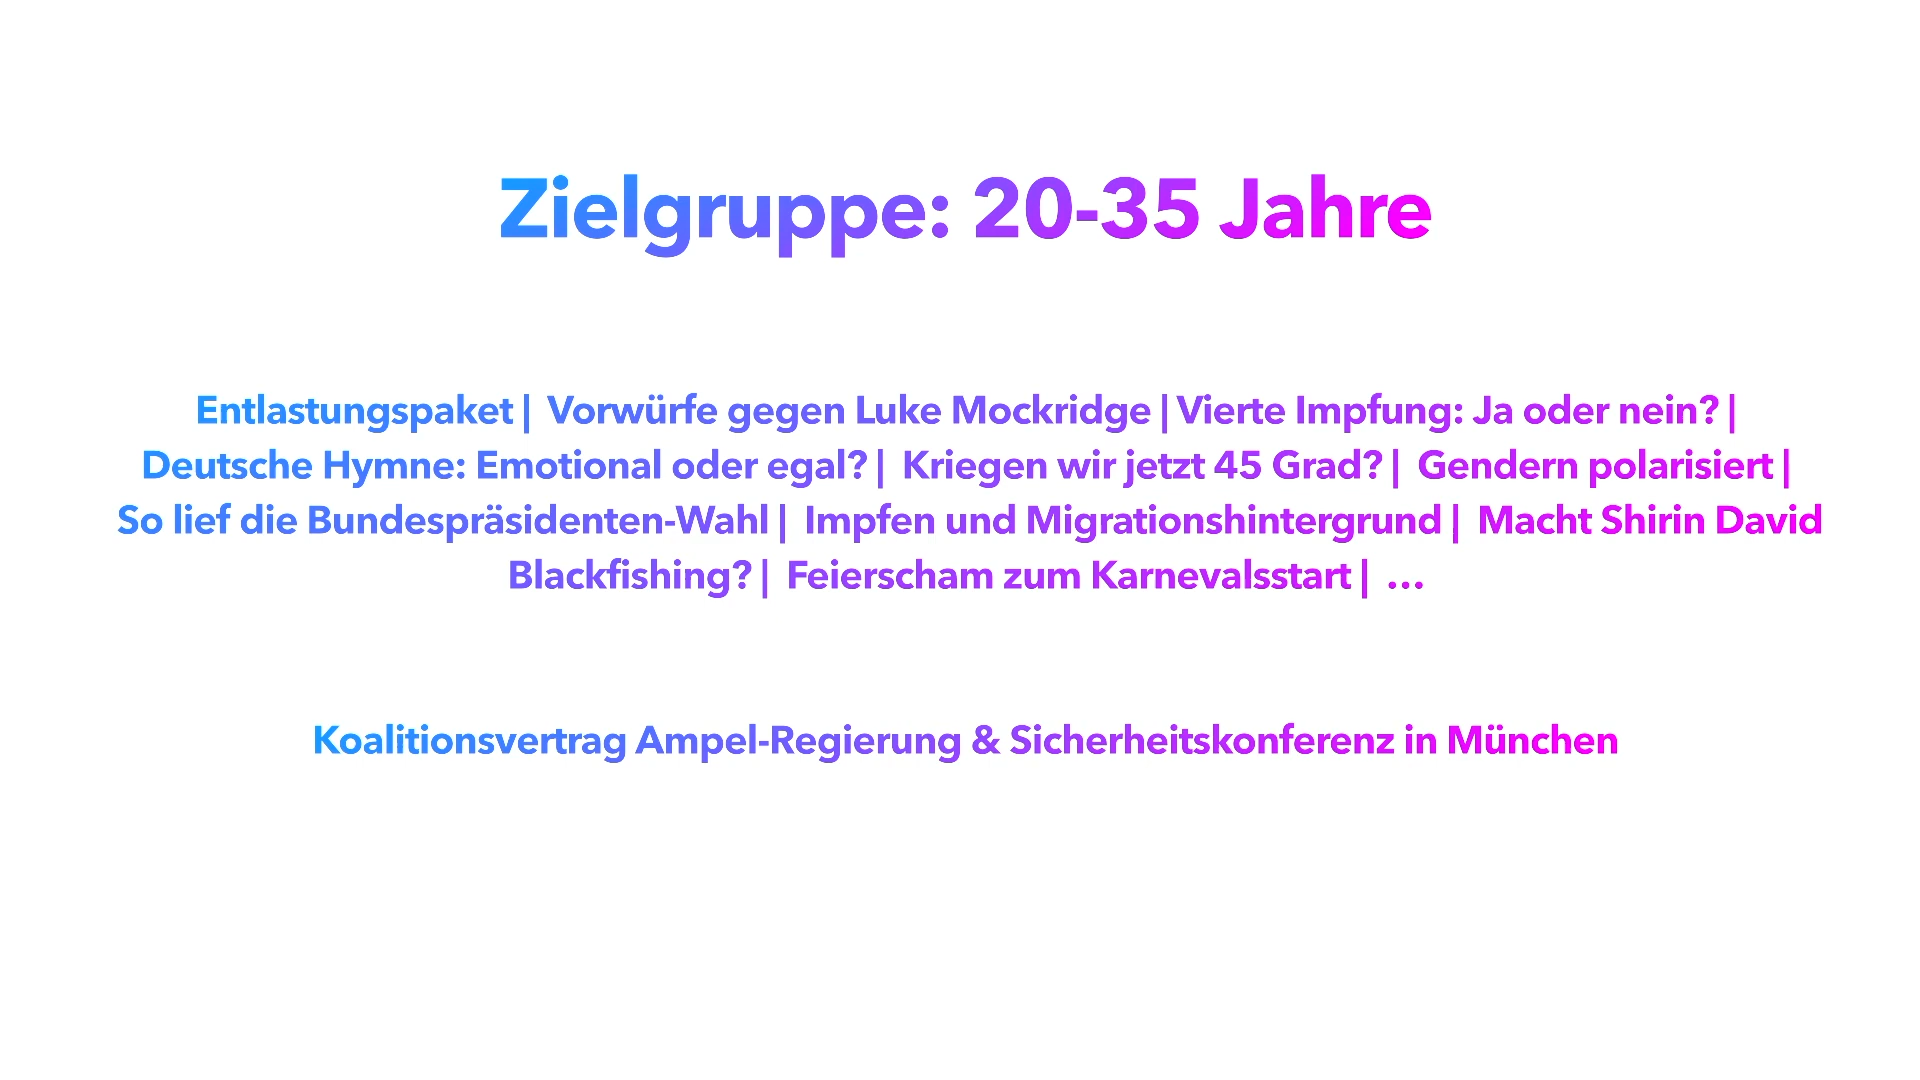 Zielgruppe: 20-35 Jahre
Entlastungspaket | Vorwürfe gegen Luke Mockridge | Vierte Impfung: Ja oder nein? |
Deutsche Hymne: Emotional oder egal? | Kriegen wir jetzt 45 Grad? | Gendern polarisiert |
So lief die Bundespräsidenten-Wahl | Impfen und Migrationshintergrund | Macht Shirin David
Blackfishing? | Feierscham zum Karnevalsstart | …
Koalitionsvertrag Ampel-Regierung & Sicherheitskonferenz in München